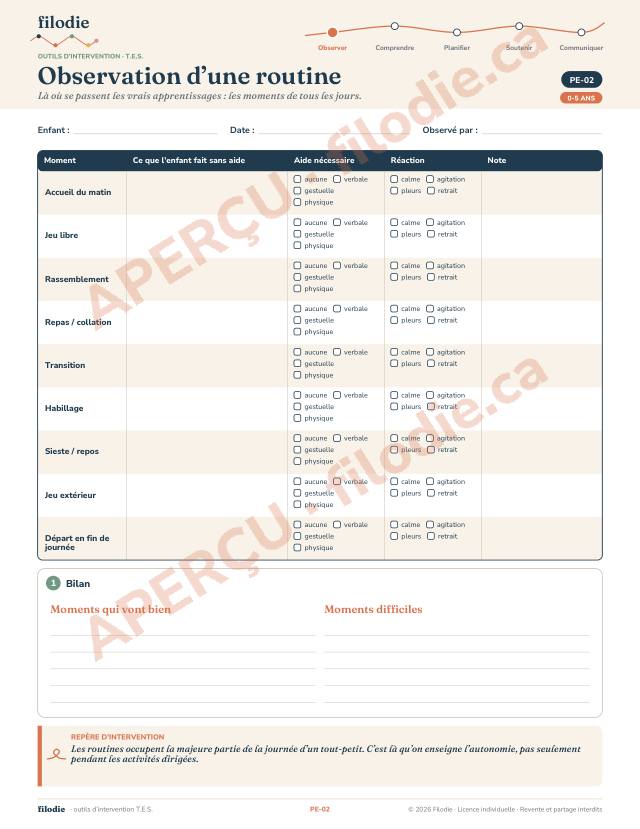 filodie
OUTILS D'INTERVENTION · T.E.S.
Observer Comprendre Planifier Soutenir Communiquer
Observation d'une routine
Là où se passent les vrais apprentissages : les moments de tous les jours.
PE-02
0-5 ANS
Enfant : Date : Observé par :
Moment Ce que l'enfant fait sans aide Aide nécessaire Réaction Note
Accueil du matin
aucune verbale
gestuelle
physique
calme agitation
pleurs retrait
Jeu libre
aucune verbale
gestuelle
physique
calme agitation
pleurs retrait
Rassemblement
aucune verbale
gestuelle
physique
calme agitation
pleurs retrait
Repas / collation
aucune verbale
gestuelle
physique
calme agitation
pleurs retrait
Transition
aucune verbale
gestuelle
physique
calme agitation
pleurs retrait
Habillage
aucune verbale
gestuelle
physique
calme agitation
pleurs retrait
Sieste / repos
aucune verbale
gestuelle
physique
calme agitation
pleurs retrait
Jeu extérieur
aucune verbale
gestuelle
physique
calme agitation
pleurs retrait
Départ en fin de
journée
aucune verbale
gestuelle
physique
calme agitation
pleurs retrait
1 Bilan
Moments qui vont bien Moments difficiles
REPÈRE D'INTERVENTION
Les routines occupent la majeure partie de la journée d'un tout-petit. C'est là qu'on enseigne l'autonomie, pas seulement
pendant les activités dirigées.
filodie · outils d'intervention T.E.S. PE-02 © 2026 Filodie · Licence individuelle · Revente et partage interdits
APERÇU · filodie.ca
APERÇU · filodie.ca